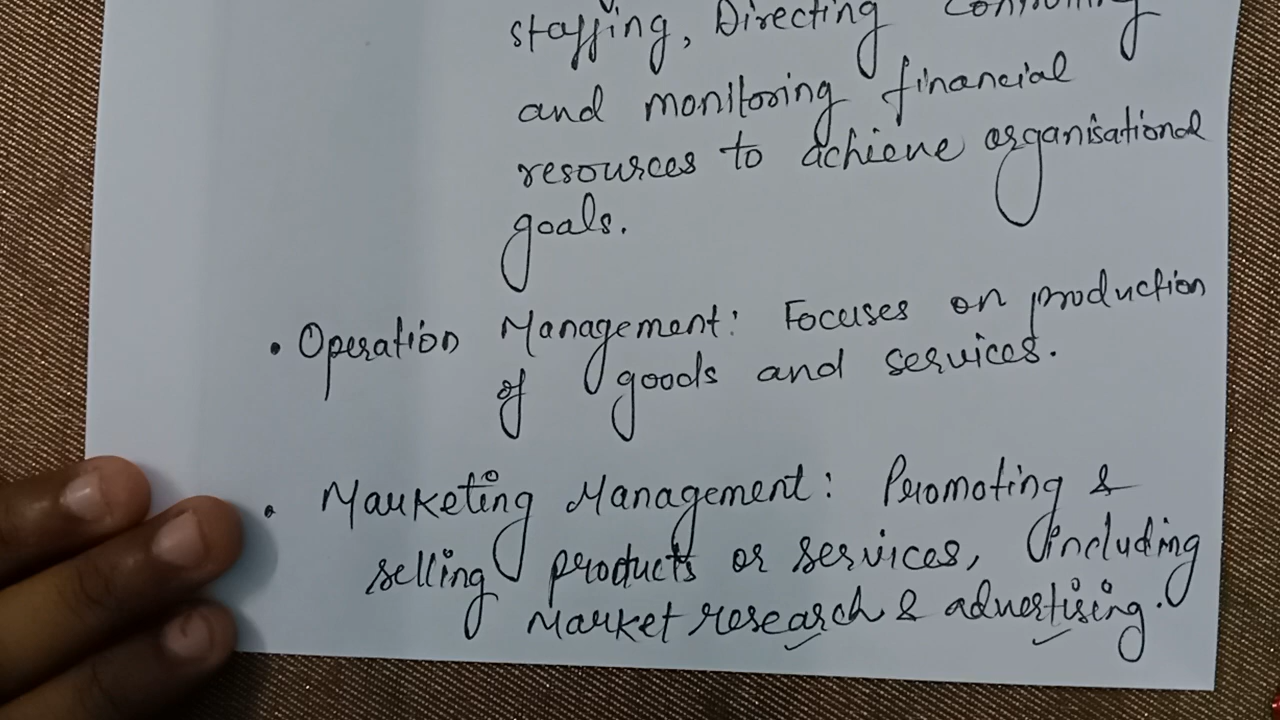 staffing, Directing Controlling
and monitoring financial
resources to achieve organisational
goals.
• Operation Management: Focuses on production
of goods and services.
• Marketing Management: Promoting &
selling products or services, including
Market research & advertising.